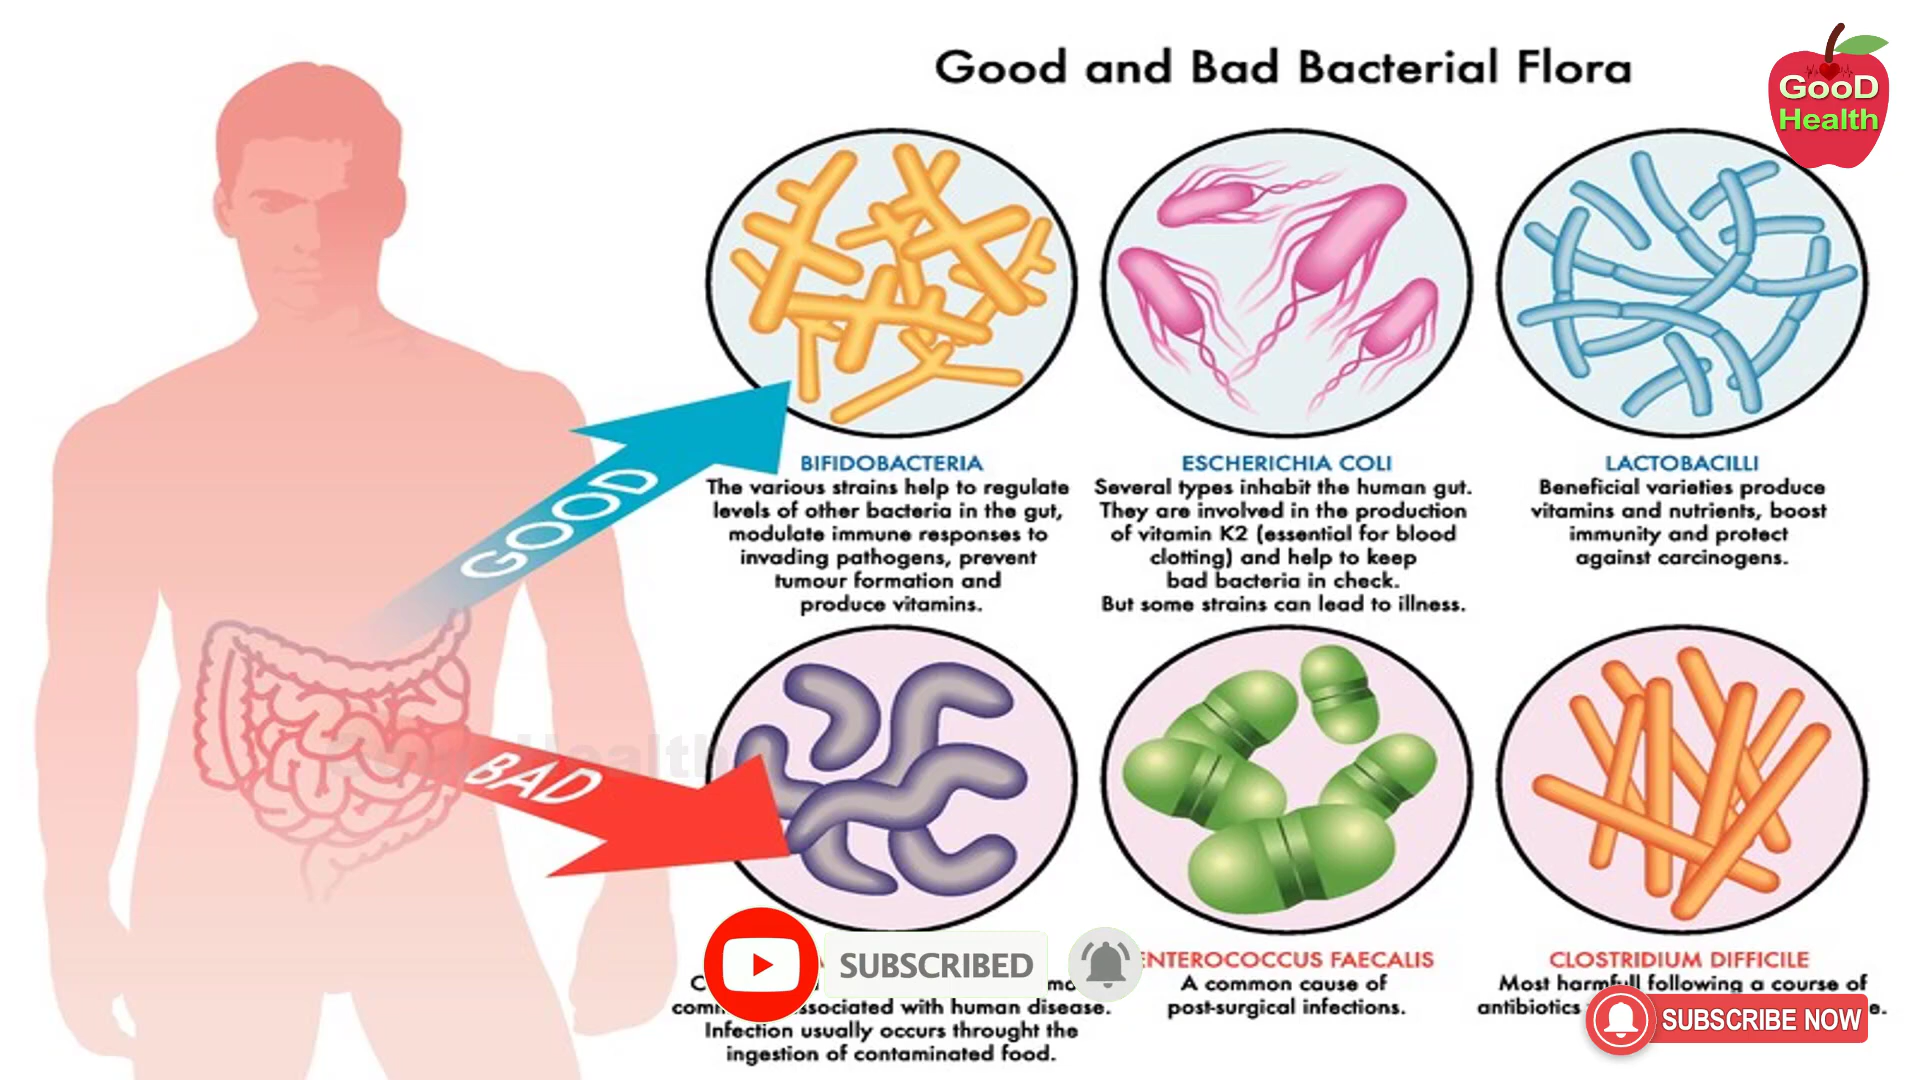 Good and Bad Bacterial Flora
GooD
Health
GOOD
BIFIDOBACTERIA
The various strains help to regulate
levels of other bacteria in the gut,
modulate immune responses to
invading pathogens, prevent
tumour formation and
produce vitamins.
ESCHERICHIA COLI
Several types inhabit the human gut.
They are involved in the production
of vitamin K2 (essential for blood
clotting) and help to keep
bad bacteria in check.
But some strains can lead to illness.
LACTOBACILLI
Beneficial varieties produce
vitamins and nutrients, boost
immunity and protect
against carcinogens.
BAD
Health
SUBSCRIBED
with human disease.
Infection usually occurs throught the
ingestion of contaminated food.
ENTEROCOCCUS FAECALIS
A common cause of
post-surgical infections.
CLOSTRIDIUM DIFFICILE
Most harmfull following a course of
antibiotics
SUBSCRIBE NOW